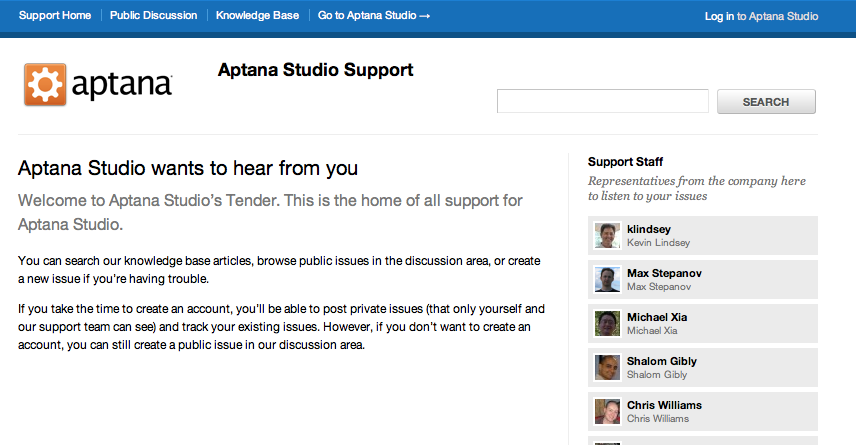 Support Home
Public Discussion
Knowledge Base
Go to Aptana Studio →
Log in to Aptana Studio
aptana
Aptana Studio Support
SEARCH
Aptana Studio wants to hear from you
Welcome to Aptana Studio's Tender. This is the home of all support for
Aptana Studio.
You can search our knowledge base articles, browse public issues in the discussion area, or create
a new issue if you're having trouble.
If you take the time to create an account, you'll be able to post private issues (that only yourself and
our support team can see) and track your existing issues. However, if you don't want to create an
account, you can still create a public issue in our discussion area.
Support Staff
Representatives from the company here
to listen to your issues
klindsey
Kevin Lindsey
Max Stepanov
Max Stepanov
Michael Xia
Michael Xia
Shalom Gibly
Shalom Gibly
Chris Williams
Chris Williams